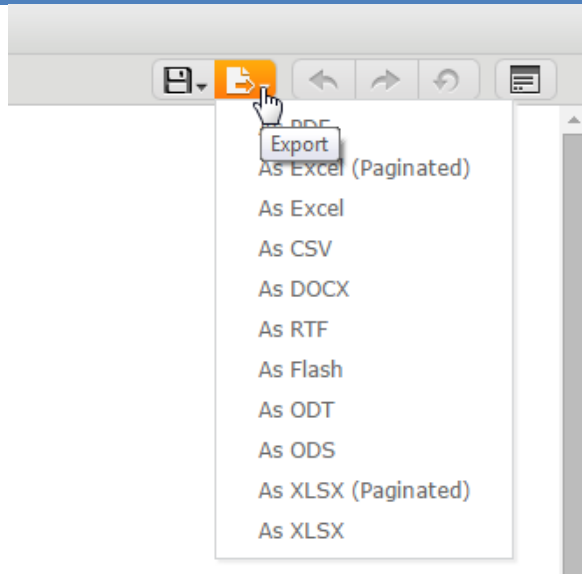 As PDF
Export
As Excel (Paginated)
As Excel
As CSV
As DOCX
As RTF
As Flash
As ODT
As ODS
As XLSX (Paginated)
As XLSX